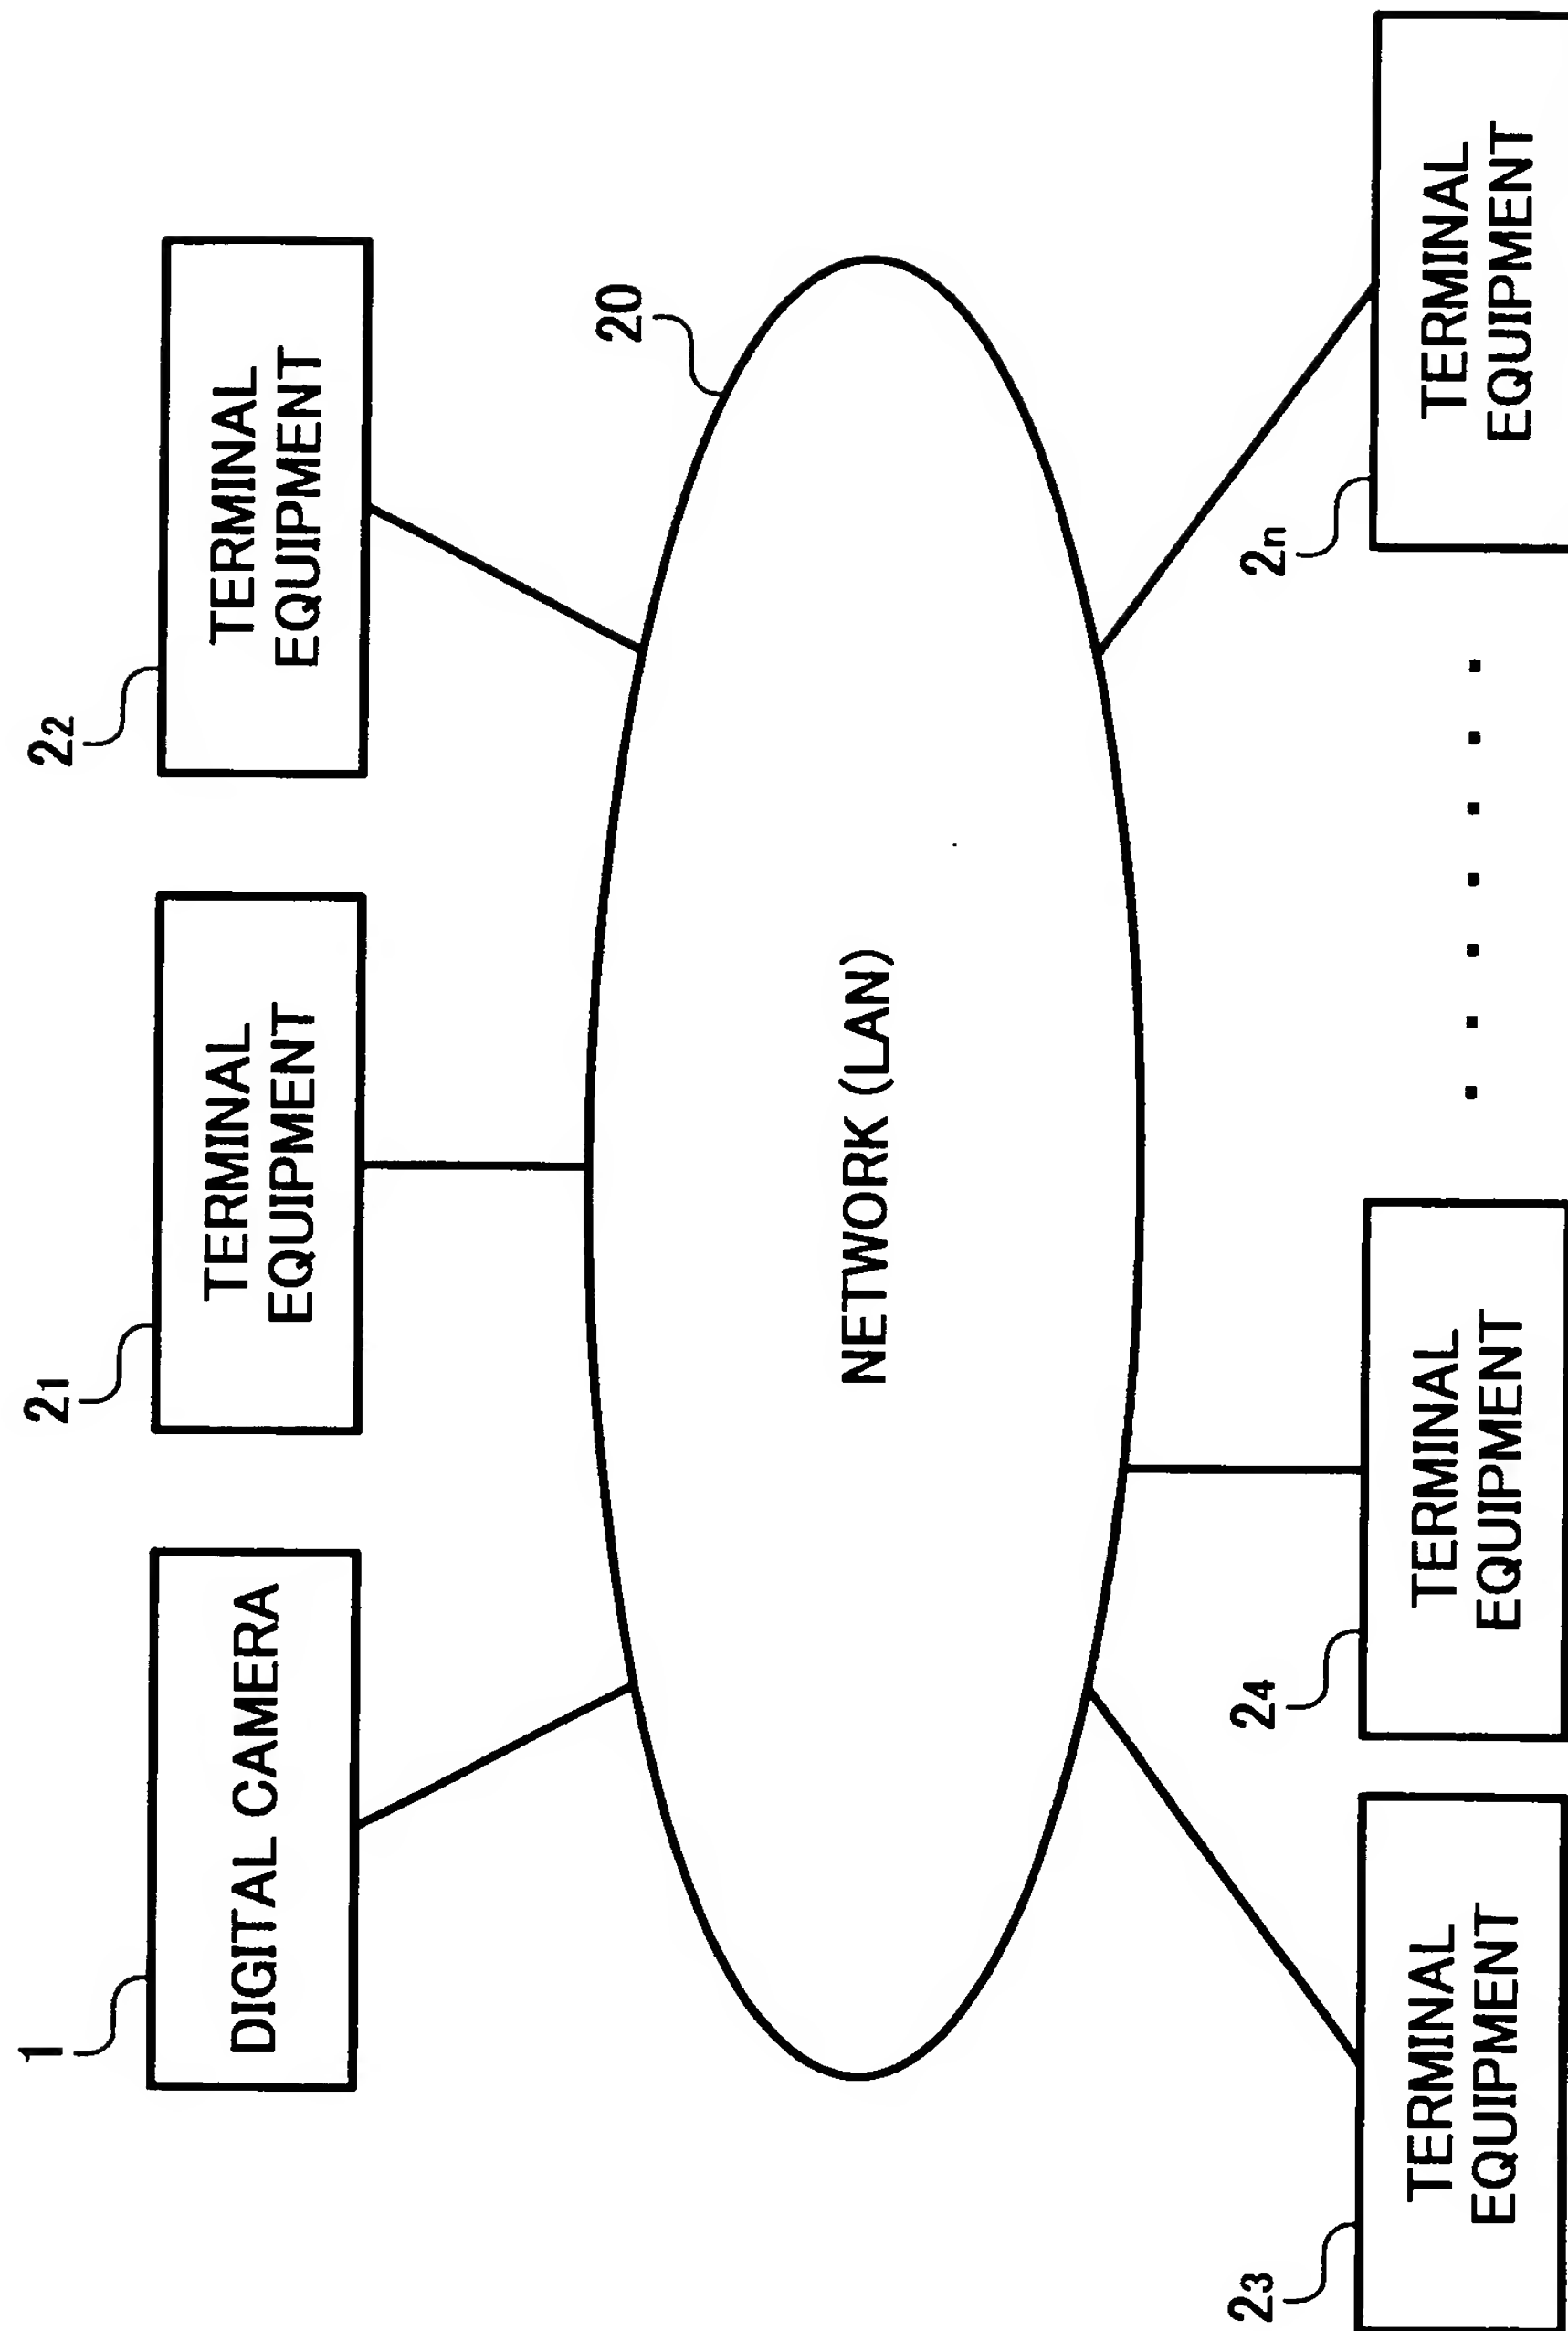 1
DIGITAL CAMERA
21
TERMINAL
EQUIPMENT
22
TERMINAL
EQUIPMENT
20
NETWORK (LAN)
23
TERMINAL
EQUIPMENT
24
TERMINAL
EQUIPMENT
2n
TERMINAL
EQUIPMENT